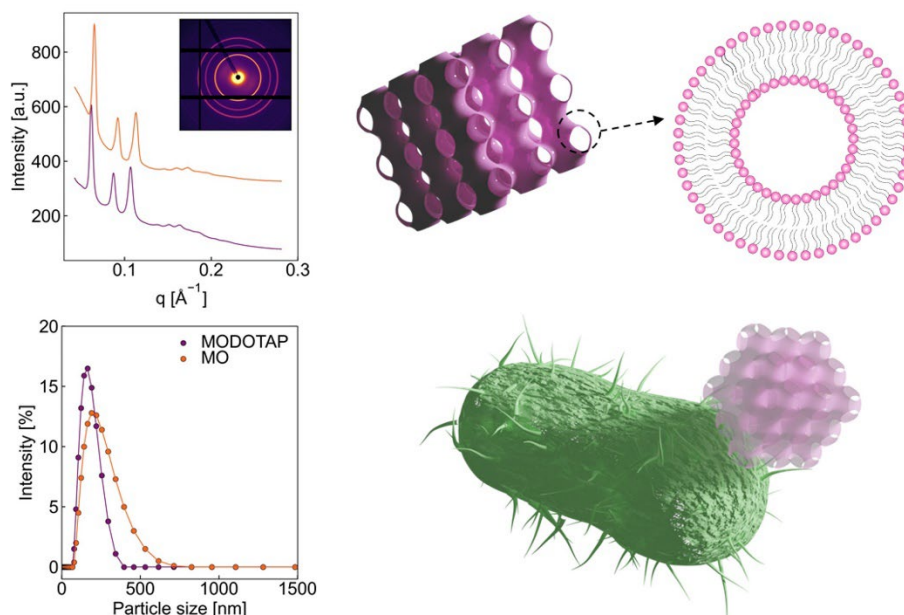 Intensity [a.u.]
800
600
400
200
0.1
0.2
0.3
q [Å⁻¹]
Intensity [%]
20
15
10
5
0
MODOTAP
MO
0
500
1000
1500
Particle size [nm]